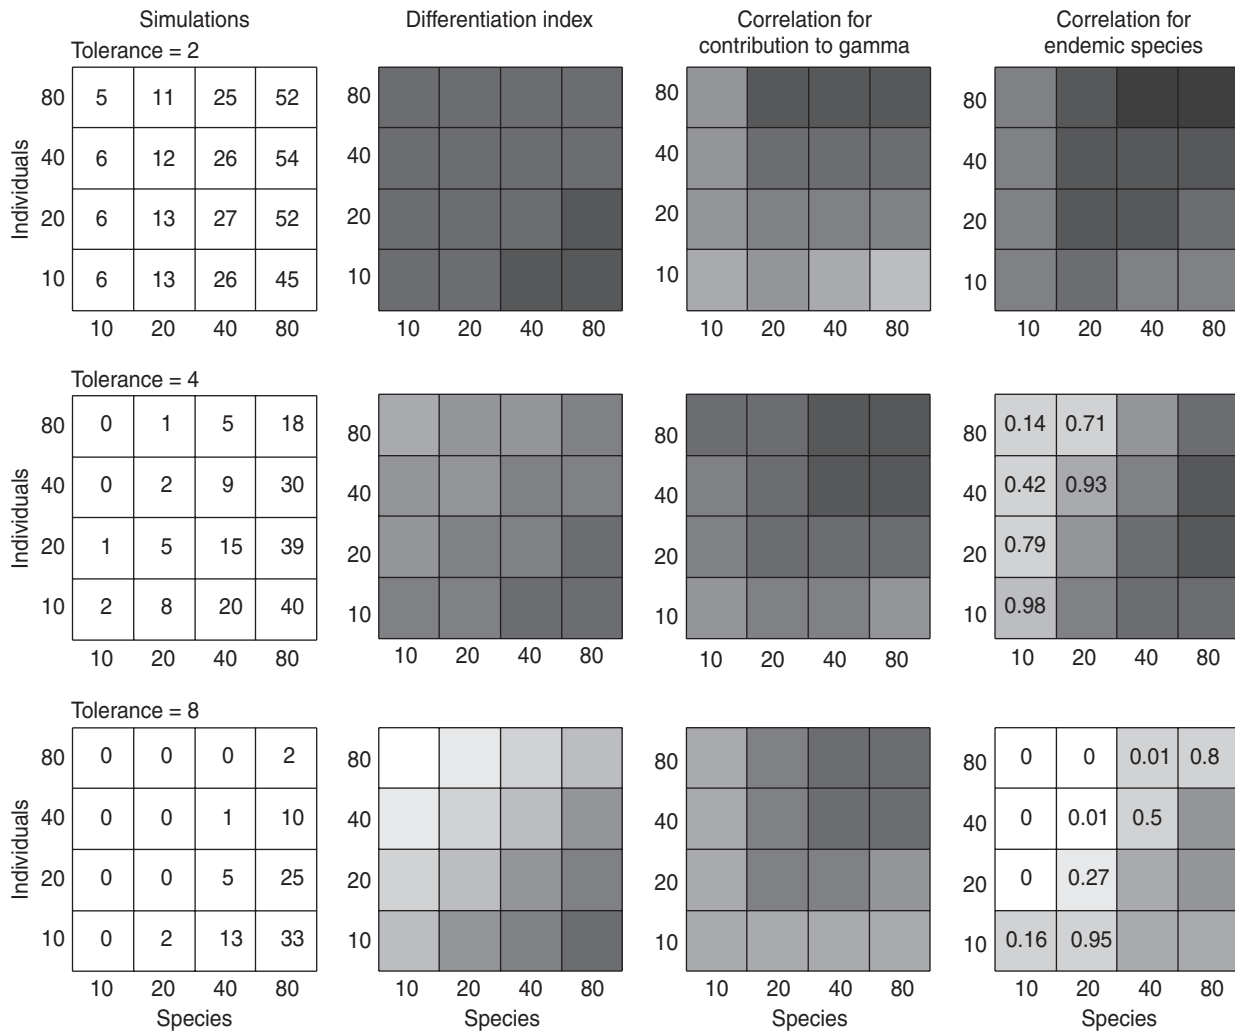 Simulations Differentiation index Correlation for contribution to gamma Correlation for endemic species
Tolerance = 2
80 5 11 25 52 80 80 80
40 6 12 26 54 40 40 40
20 6 13 27 52 20 20 20
10 6 13 26 45 10 10 10
Individuals
10 20 40 80 10 20 40 80 10 20 40 80 10 20 40 80
Tolerance = 4
80 0 1 5 18 80 80 80 0.14 0.71
40 0 2 9 30 40 40 40 0.42 0.93
20 1 5 15 39 20 20 20 0.79
10 2 8 20 40 10 10 10 0.98
Individuals
10 20 40 80 10 20 40 80 10 20 40 80 10 20 40 80
Tolerance = 8
80 0 0 0 2 80 80 80 0 0 0.01 0.8
40 0 0 1 10 40 40 40 0 0.01 0.5
20 0 0 5 25 20 20 20 0 0.27
10 0 2 13 33 10 10 10 0.16 0.95
Individuals
10 20 40 80 10 20 40 80 10 20 40 80 10 20 40 80
Species Species Species Species